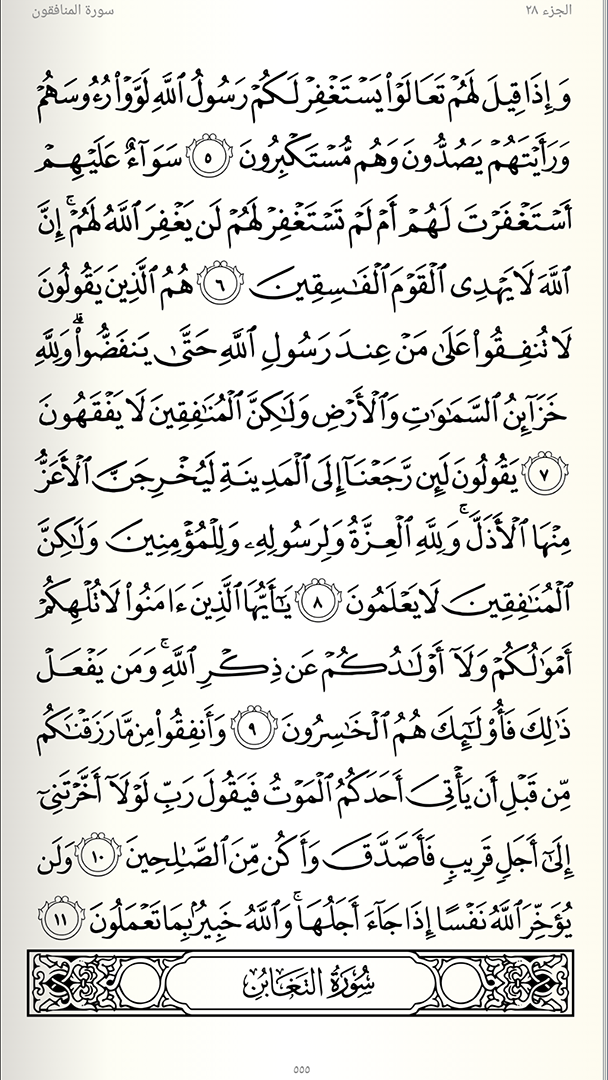 الجزء ٢٨
سورة المنافقون
وَإِذَا قِيلَ لَهُمۡ تَعَالَوۡاْ يَسۡتَغۡفِرۡ لَكُمۡ رَسُولُ ٱللَّهِ لَوَّوۡاْ رُءُوسَهُمۡ
وَرَأَيۡتَهُمۡ يَصُدُّونَ وَهُم مُّسۡتَكۡبِرُونَ ٥ سَوَآءٌ عَلَيۡهِمۡ
أَسۡتَغۡفَرۡتَ لَهُمۡ أَمۡ لَمۡ تَسۡتَغۡفِرۡ لَهُمۡ لَن يَغۡفِرَ ٱللَّهُ لَهُمۡۚ إِنَّ
ٱللَّهَ لَا يَهۡدِي ٱلۡقَوۡمَ ٱلۡفَٰسِقِينَ ٦ هُمُ ٱلَّذِينَ يَقُولُونَ
لَا تُنفِقُواْ عَلَىٰ مَنۡ عِندَ رَسُولِ ٱللَّهِ حَتَّىٰ يَنفَضُّواْۗ وَلِلَّهِ
خَزَآئِنُ ٱلسَّمَٰوَٰتِ وَٱلۡأَرۡضِ وَلَٰكِنَّ ٱلۡمُنَٰفِقِينَ لَا يَفۡقَهُونَ
٧ يَقُولُونَ لَئِن رَّجَعۡنَآ إِلَى ٱلۡمَدِينَةِ لَيُخۡرِجَنَّ ٱلۡأَعَزُّ
مِنۡهَا ٱلۡأَذَلَّۚ وَلِلَّهِ ٱلۡعِزَّةُ وَلِرَسُولِهِۦ وَلِلۡمُؤۡمِنِينَ وَلَٰكِنَّ
ٱلۡمُنَٰفِقِينَ لَا يَعۡلَمُونَ ٨ يَٰٓأَيُّهَا ٱلَّذِينَ ءَامَنُواْ لَا تُلۡهِكُمۡ
أَمۡوَٰلُكُمۡ وَلَآ أَوۡلَٰدُكُمۡ عَن ذِكۡرِ ٱللَّهِۚ وَمَن يَفۡعَلۡ
ذَٰلِكَ فَأُوْلَٰٓئِكَ هُمُ ٱلۡخَٰسِرُونَ ٩ وَأَنفِقُواْ مِن مَّا رَزَقۡنَٰكُم
مِّن قَبۡلِ أَن يَأۡتِيَ أَحَدَكُمُ ٱلۡمَوۡتُ فَيَقُولَ رَبِّ لَوۡلَآ أَخَّرۡتَنِيٓ
إِلَىٰٓ أَجَلٖ قَرِيبٖ فَأَصَّدَّقَ وَأَكُن مِّنَ ٱلصَّٰلِحِينَ ١٠ وَلَن
يُؤَخِّرَ ٱللَّهُ نَفۡسًا إِذَا جَآءَ أَجَلُهَاۚ وَٱللَّهُ خَبِيرُۢ بِمَا تَعۡمَلُونَ ١١
سُورَةُ التَّغَابُنِ
٥٥٥